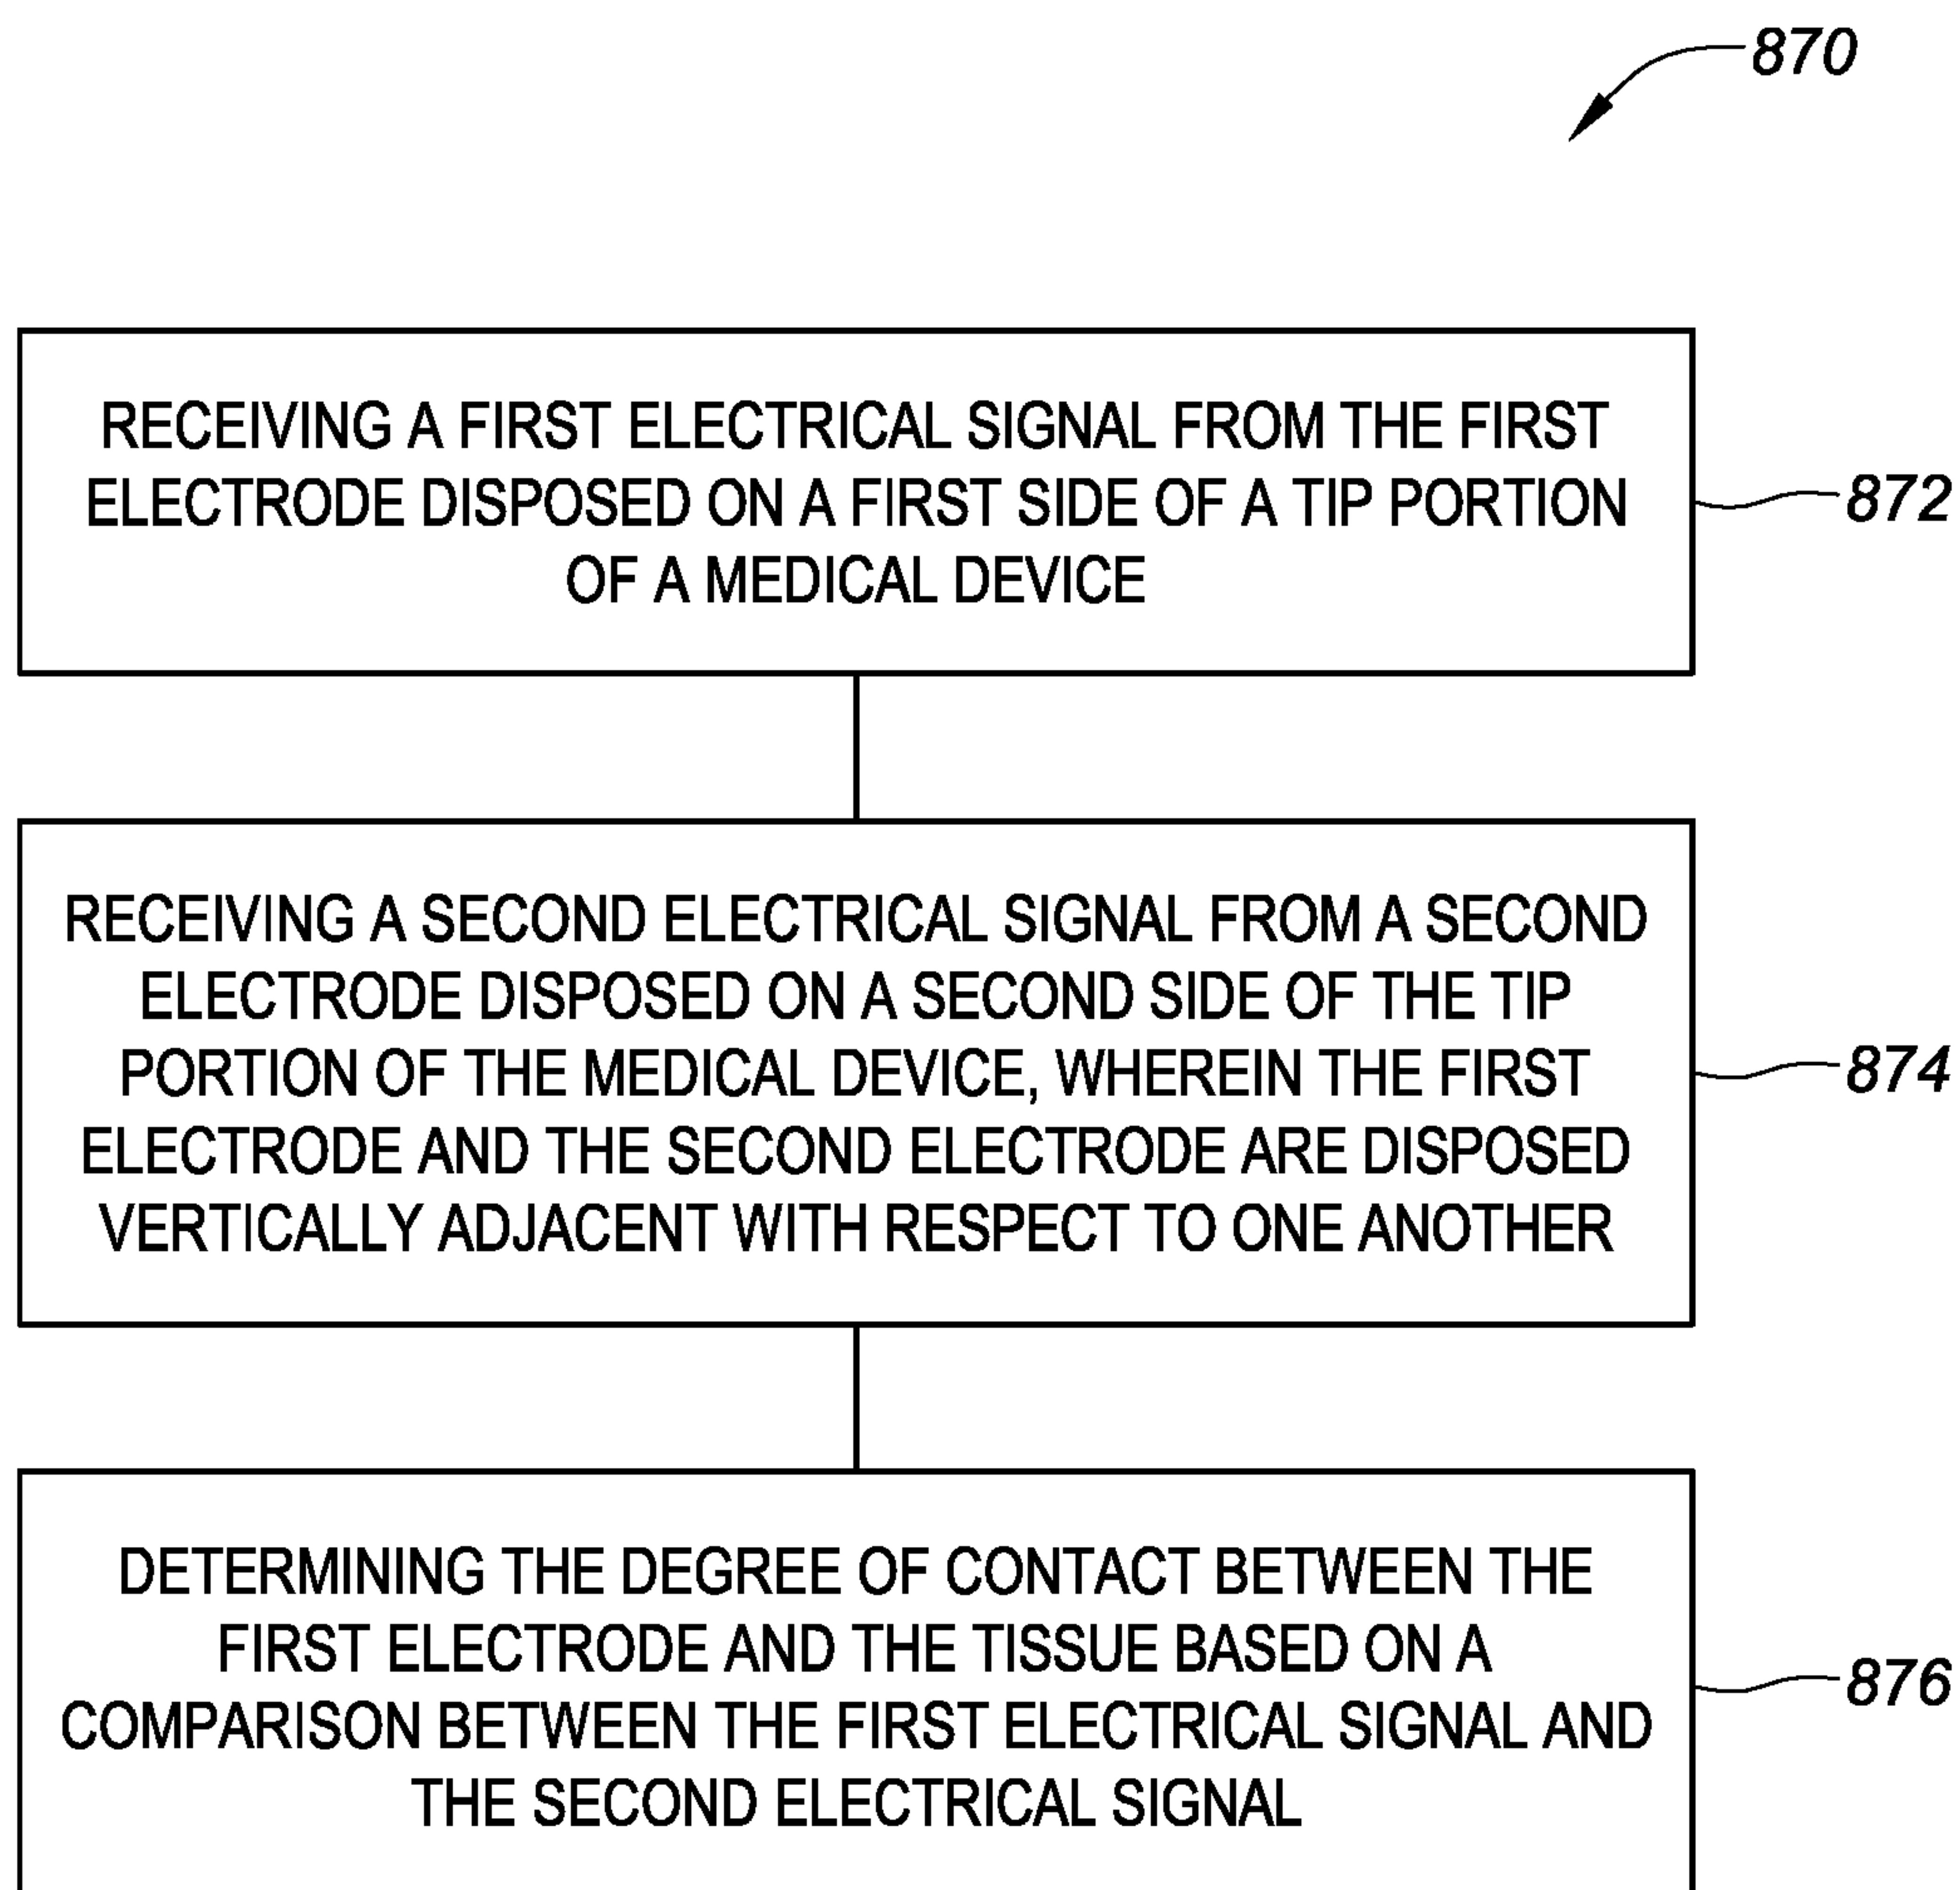 870
RECEIVING A FIRST ELECTRICAL SIGNAL FROM THE FIRST
ELECTRODE DISPOSED ON A FIRST SIDE OF A TIP PORTION
OF A MEDICAL DEVICE
872
RECEIVING A SECOND ELECTRICAL SIGNAL FROM A SECOND
ELECTRODE DISPOSED ON A SECOND SIDE OF THE TIP
PORTION OF THE MEDICAL DEVICE, WHEREIN THE FIRST
ELECTRODE AND THE SECOND ELECTRODE ARE DISPOSED
VERTICALLY ADJACENT WITH RESPECT TO ONE ANOTHER
874
DETERMINING THE DEGREE OF CONTACT BETWEEN THE
FIRST ELECTRODE AND THE TISSUE BASED ON A
COMPARISON BETWEEN THE FIRST ELECTRICAL SIGNAL AND
THE SECOND ELECTRICAL SIGNAL
876